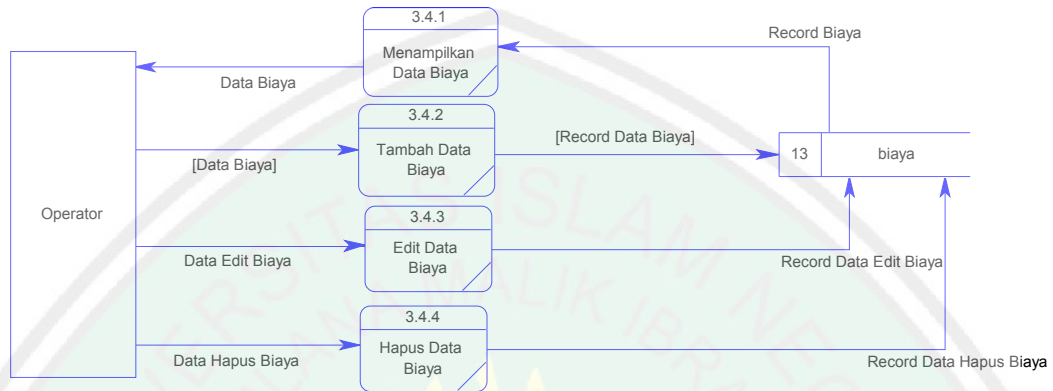 3.4.1
Menampilkan
Data Biaya
Record Biaya
Data Biaya
3.4.2
Tambah Data
Biaya
[Data Biaya]
[Record Data Biaya]
13 biaya
Operator
3.4.3
Edit Data
Biaya
Data Edit Biaya
Record Data Edit Biaya
3.4.4
Hapus Data
Biaya
Data Hapus Biaya
Record Data Hapus Biaya